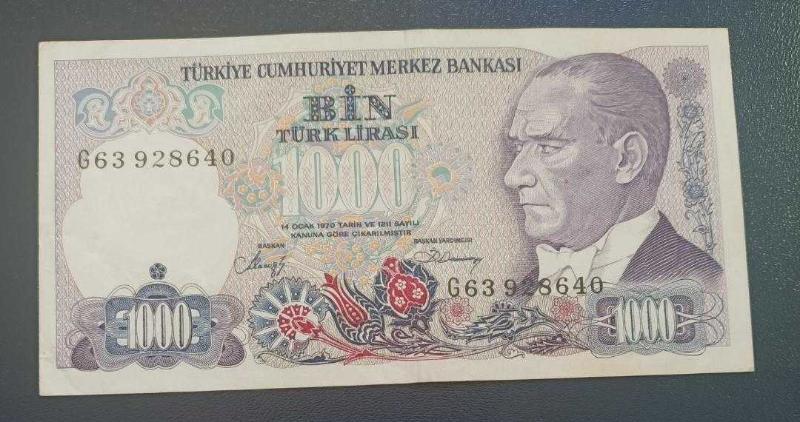 TÜRKİYE CUMHURİYET MERKEZ BANKASI
BİN
TÜRK LİRASI
G63 928640
1000
14 OCAK 1970 TARİH VE 1211 SAYILI
KANUNA GÖRE ÇIKARILMIŞTIR
BAŞKAN
BAŞKAN YARDIMCISI
G63 928640
1000
1000